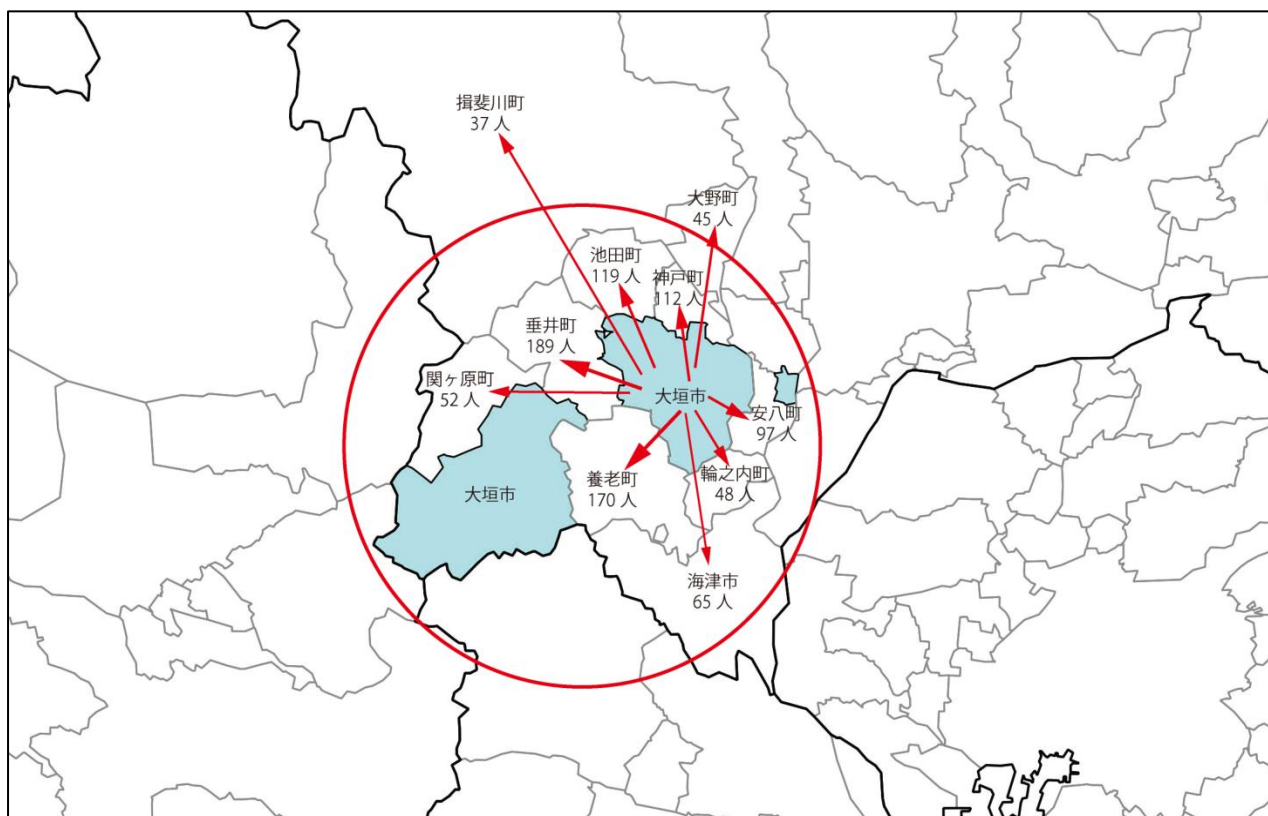 揖斐川町
37 人
大野町
45 人
池田町
119 人
神戸町
112 人
垂井町
189 人
関ヶ原町
52 人
大垣市
安八町
97 人
大垣市
養老町
170 人
輪之内町
48 人
海津市
65 人